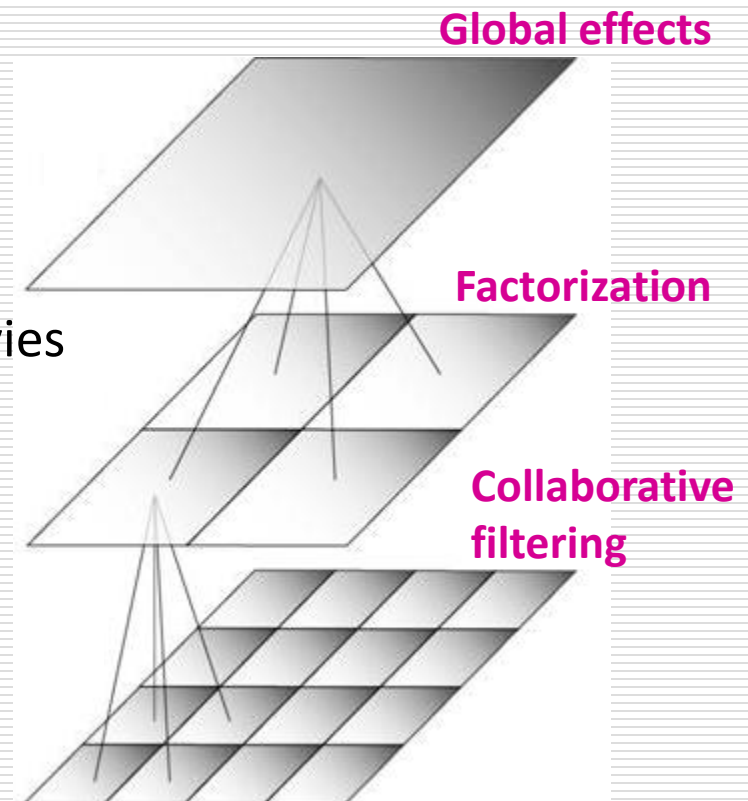 Global effects
Factorization
ies
Collaborative
filtering